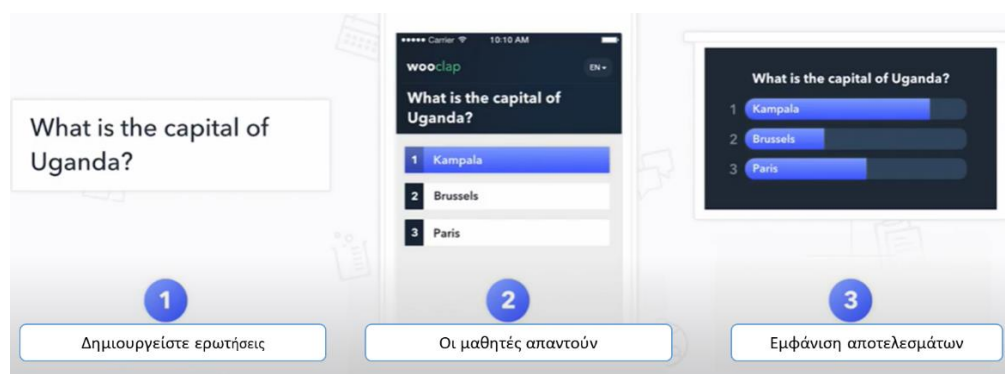 What is the capital of
Uganda?
1
Δημιουργείστε ερωτήσεις
Carrier 10:10 AM
wooclap EN
What is the capital of
Uganda?
1 Kampala
2 Brussels
3 Paris
2
Οι μαθητές απαντούν
What is the capital of Uganda?
1 Kampala
2 Brussels
3 Paris
3
Εμφάνιση αποτελεσμάτων